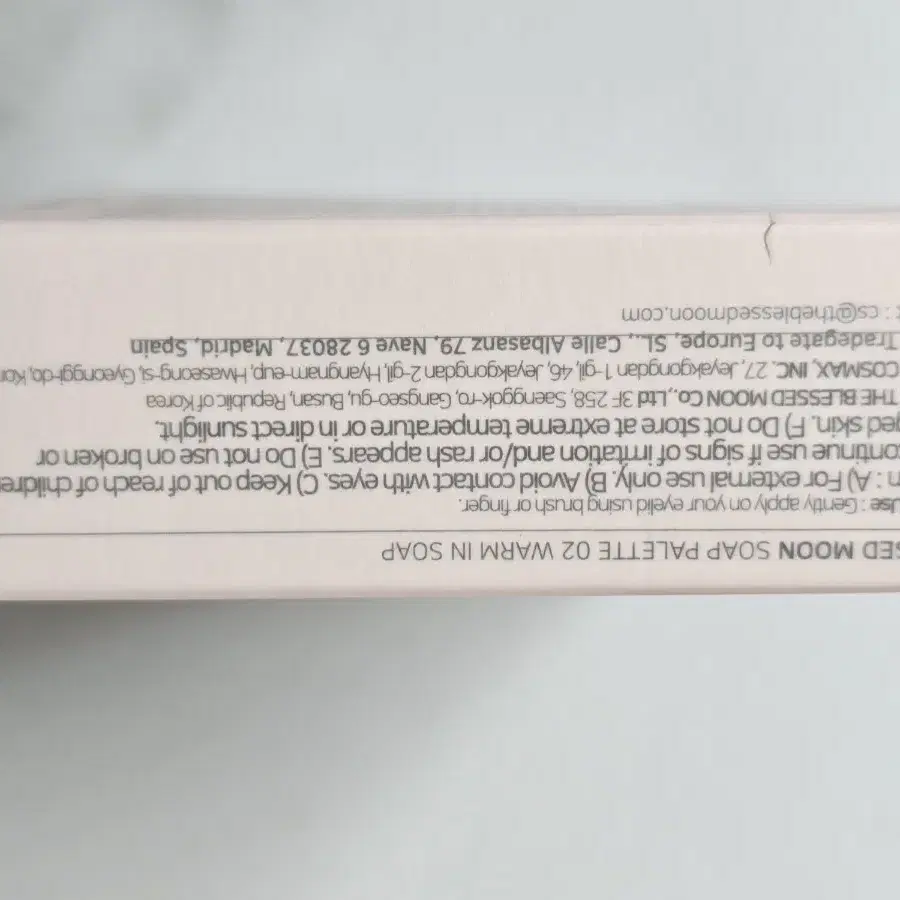 SED MOON SOAP PALETTE 02 WARM IN SOAP
use : Gently apply on your eyelid using brush or finger.
n : A) For external use only. B) Avoid contact with eyes. C) Keep out of reach of children
continue use if signs of irritation and/or rash appears. E) Do not use on broken or
ged skin. F) Do not store at extreme temperature or in direct sunlight.
THE BLESSED MOON Co., Ltd 3F 258, Saenggok-ro, Gangseo-gu, Busan, Republic of Korea
COSMAX, INC. 27, Jeyakgongdan 1-gil, 46, Jeyakgongdan 2-gil, Hyangnam-eup, Hwaseong-si, Gyeonggi-do, Kor
Tradegate to Europe, SL., Calle Albasanz 79, Nave 6 28037, Madrid, Spain
: cs@theblessedmoon.com